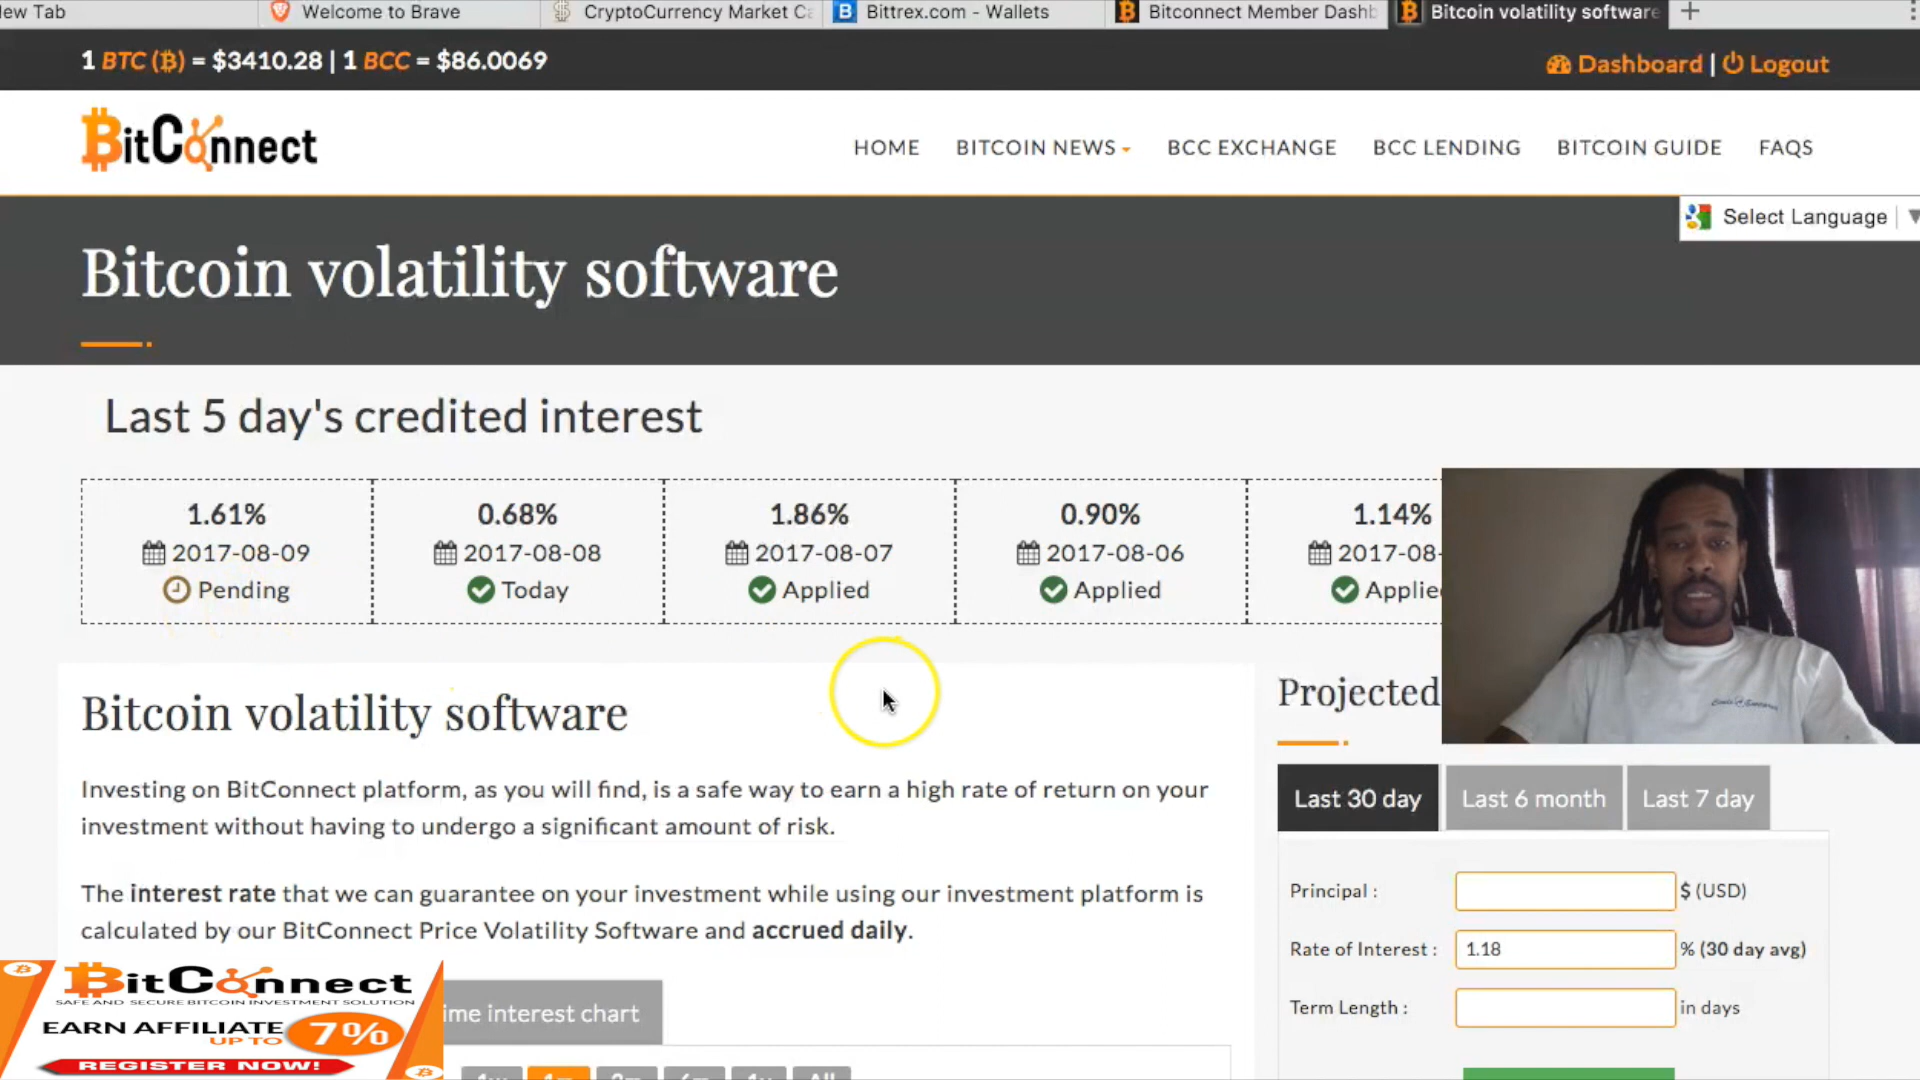 ew Tab
Welcome to Brave
CryptoCurrency Market Ca
Bittrex.com - Wallets
Bitconnect Member Dashb
Bitcoin volatility software
1 BTC (₿) = $3410.28 | 1 BCC = $86.0069
Dashboard | Logout
BitConnect
HOME
BITCOIN NEWS
BCC EXCHANGE
BCC LENDING
BITCOIN GUIDE
FAQS
Select Language
Bitcoin volatility software
Last 5 day's credited interest
1.61%
2017-08-09
Pending
0.68%
2017-08-08
Today
1.86%
2017-08-07
Applied
0.90%
2017-08-06
Applied
1.14%
2017-08-
Applie
Bitcoin volatility software
Investing on BitConnect platform, as you will find, is a safe way to earn a high rate of return on your
investment without having to undergo a significant amount of risk.
The interest rate that we can guarantee on your investment while using our investment platform is
calculated by our BitConnect Price Volatility Software and accrued daily.
ime interest chart
Projected
Last 30 day
Last 6 month
Last 7 day
Principal :
$ (USD)
Rate of Interest :
1.18
% (30 day avg)
Term Length :
in days
BitConnect
SAFE AND SECURE BITCOIN INVESTMENT SOLUTION
EARN AFFILIATE
UP TO
7%
REGISTER NOW!
All